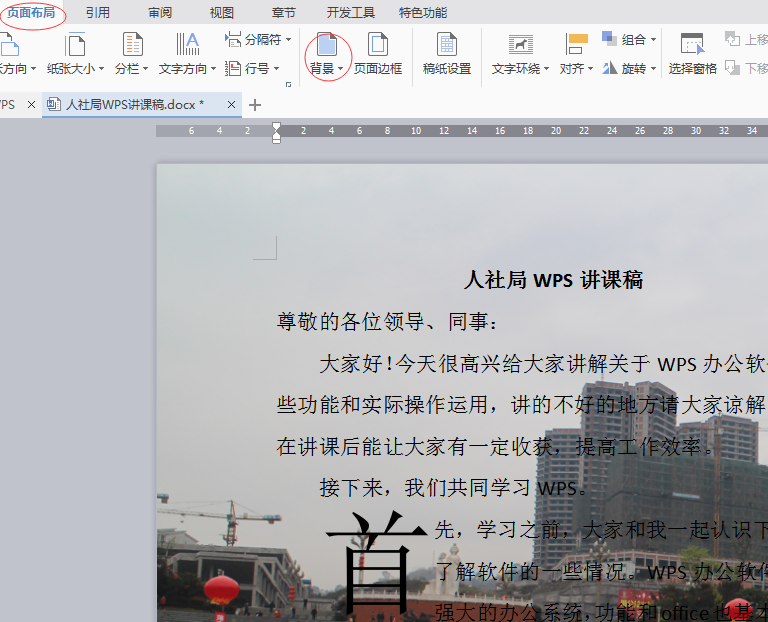 页面布局 引用 审阅 视图 章节 开发工具 特色功能
分隔符 组合 上移
方向 纸张大小 分栏 文字方向 行号 背景 页面边框 稿纸设置 文字环绕 对齐 旋转 选择窗格 下移
PS 人社局WPS讲课稿.docx *
6 4 2 2 4 6 8 10 12 14 16 18 20 22 24 26 28 30 32 34
人社局 WPS 讲课稿
尊敬的各位领导、同事：
大家好！今天很高兴给大家讲解关于 WPS 办公软
些功能和实际操作运用，讲的不好的地方请大家谅解
在讲课后能让大家有一定收获，提高工作效率。
接下来，我们共同学习 WPS。
首先，学习之前，大家和我一起认识下
了解软件的一些情况。WPS 办公软件
强大的办公系统，功能和 office 也基本